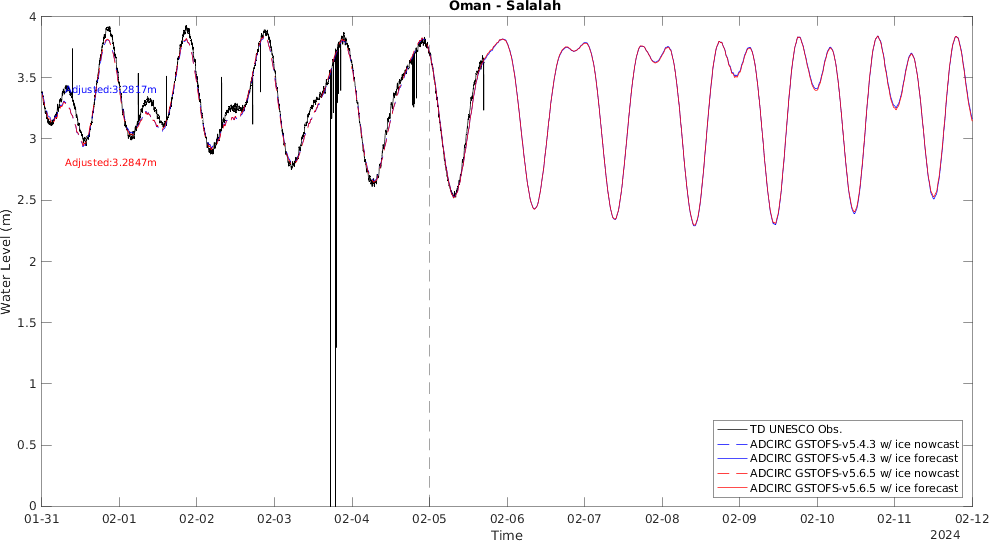 Oman - Salalah
4
3.5
3
2.5
2
1.5
1
0.5
0
Water Level (m)
Adjusted:3.2817m
Adjusted:3.2847m
TD UNESCO Obs.
ADCIRC GSTOFS-v5.4.3 w/ ice nowcast
ADCIRC GSTOFS-v5.4.3 w/ ice forecast
ADCIRC GSTOFS-v5.6.5 w/ ice nowcast
ADCIRC GSTOFS-v5.6.5 w/ ice forecast
01-31 02-01 02-02 02-03 02-04 02-05 02-06 02-07 02-08 02-09 02-10 02-11 02-12
Time
2024